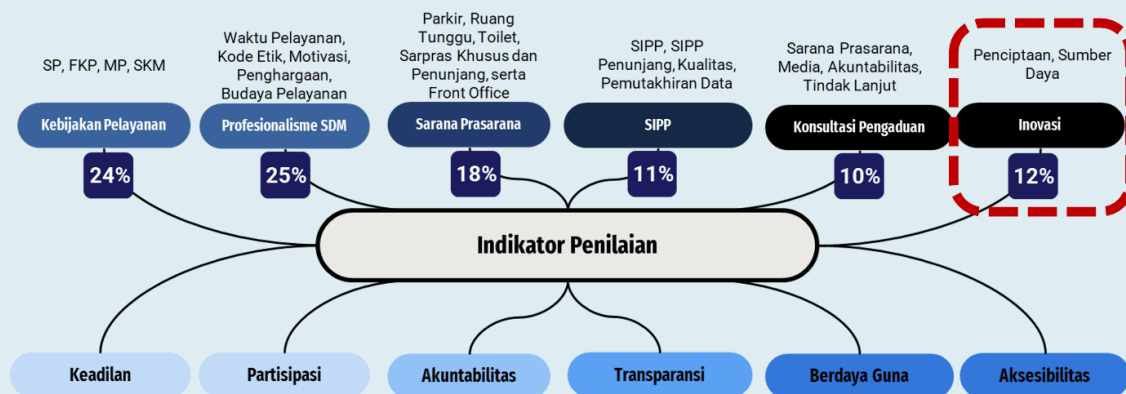 SP, FKP, MP, SKM
Kebijakan Pelayanan
24%
Waktu Pelayanan,
Kode Etik, Motivasi,
Penghargaan,
Budaya Pelayanan
Profesionalisme SDM
25%
Parkir, Ruang
Tunggu, Toilet,
Sarpras Khusus dan
Penunjang, serta
Front Office
Sarana Prasarana
18%
SIPP, SIPP
Penunjang, Kualitas,
Pemutakhiran Data
SIPP
11%
Sarana Prasarana,
Media, Akuntabilitas,
Tindak Lanjut
Konsultasi Pengaduan
10%
Penciptaan, Sumber
Daya
Inovasi
12%
Indikator Penilaian
Keadilan
Partisipasi
Akuntabilitas
Transparansi
Berdaya Guna
Aksesibilitas